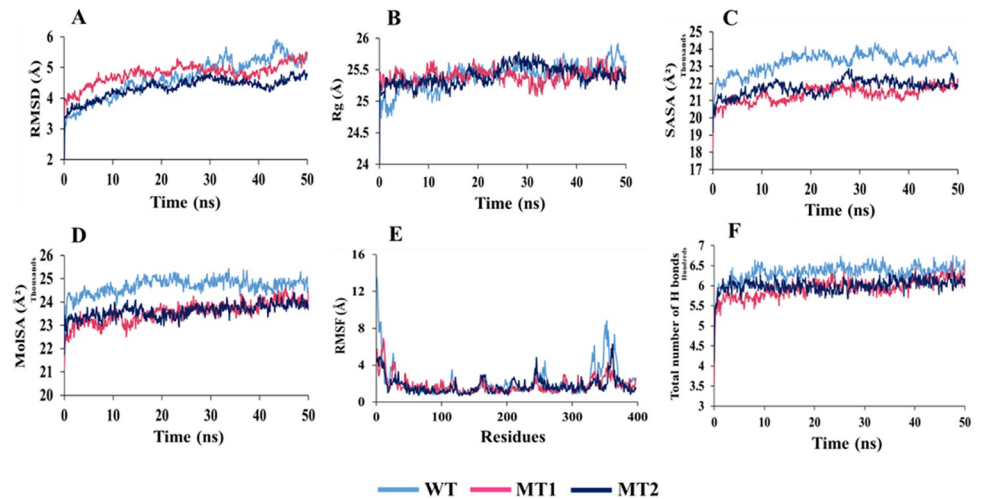 A
RMSD (Å)
6
5
4
3
2
0 10 20 30 40 50
Time (ns)
B
Rg (Å)
26
25.5
25
24.5
24
0 10 20 30 40 50
Time (ns)
C
SASA (Å²)
Thousands
25
24
23
22
21
20
19
18
17
0 10 20 30 40 50
Time (ns)
D
MolSA (Å²)
Thousands
26
25
24
23
22
21
20
0 10 20 30 40 50
Time (ns)
E
RMSF (Å)
16
12
8
4
0
0 100 200 300 400
Residues
F
Total number of H bonds
Hundreds
7
6.5
6
5.5
5
4.5
4
3.5
3
0 10 20 30 40 50
Time (ns)
WT MT1 MT2